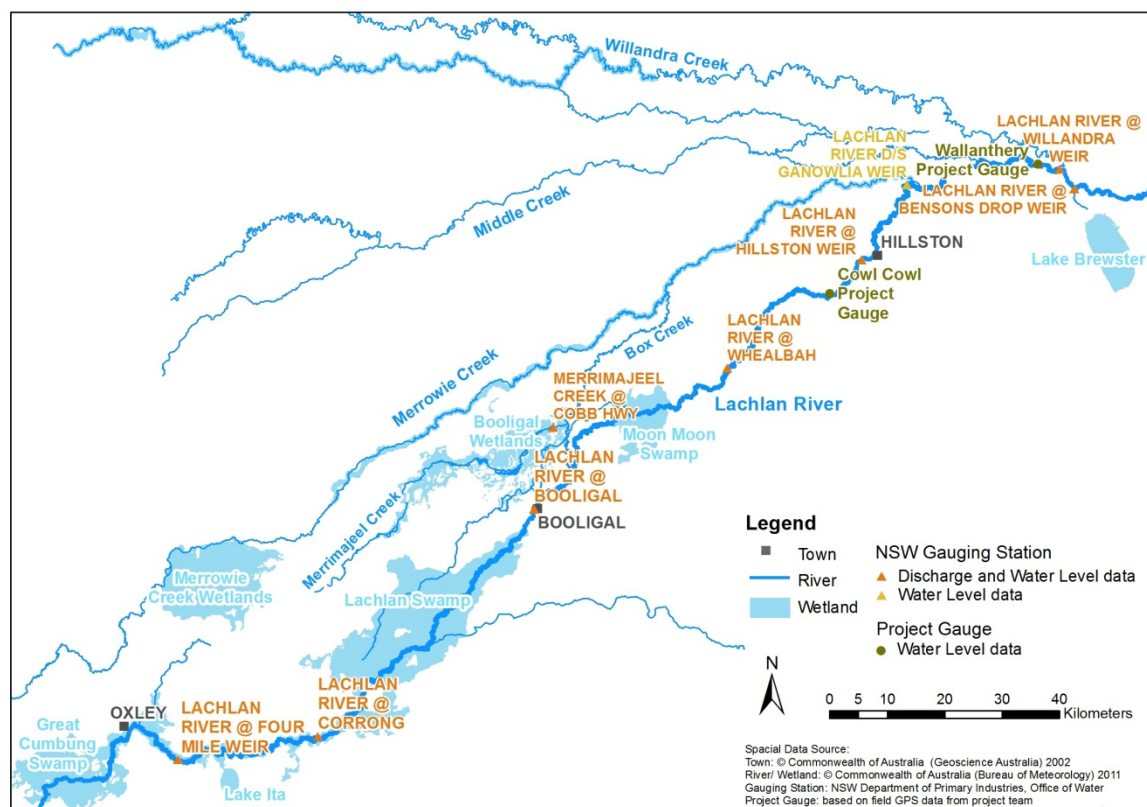 Willandra Creek
LACHLAN RIVER @
WILLANDRA
WEIR
LACHLAN
RIVER D/S
GANOWLIA WEIR
Wallanthery
Project Gauge
LACHLAN RIVER @
BENSONS DROP WEIR
Middle Creek
LACHLAN
RIVER @
HILLSTON WEIR
HILLSTON
Lake Brewster
Cowl Cowl
Project
Gauge
Box Creek
LACHLAN
RIVER @
WHEALBAH
Merrowie Creek
MERRIMAJEEL
CREEK @
COBB HWY
Lachlan River
Booligal
Wetlands
Moon Moon
Swamp
LACHLAN
RIVER @
BOOLIGAL
BOOLIGAL
Merrimajeel Creek
Merrowie
Creek Wetlands
Lachlan Swamp
OXLEY
LACHLAN
RIVER @ FOUR
MILE WEIR
LACHLAN
RIVER @
CORRONG
Great
Cumbung
Swamp
Lake Ita
Legend
Town
River
Wetland
NSW Gauging Station
Discharge and Water Level data
Water Level data
Project Gauge
Water Level data
N
0 5 10 20 30 40
Kilometers
Spacial Data Source:
Town: © Commonwealth of Australia (Geoscience Australia) 2002
River/ Wetland: © Commonwealth of Australia (Bureau of Meteorology) 2011
Gauging Station: NSW Department of Primary Industries, Office of Water
Project Gauge: based on field GPS data from project team